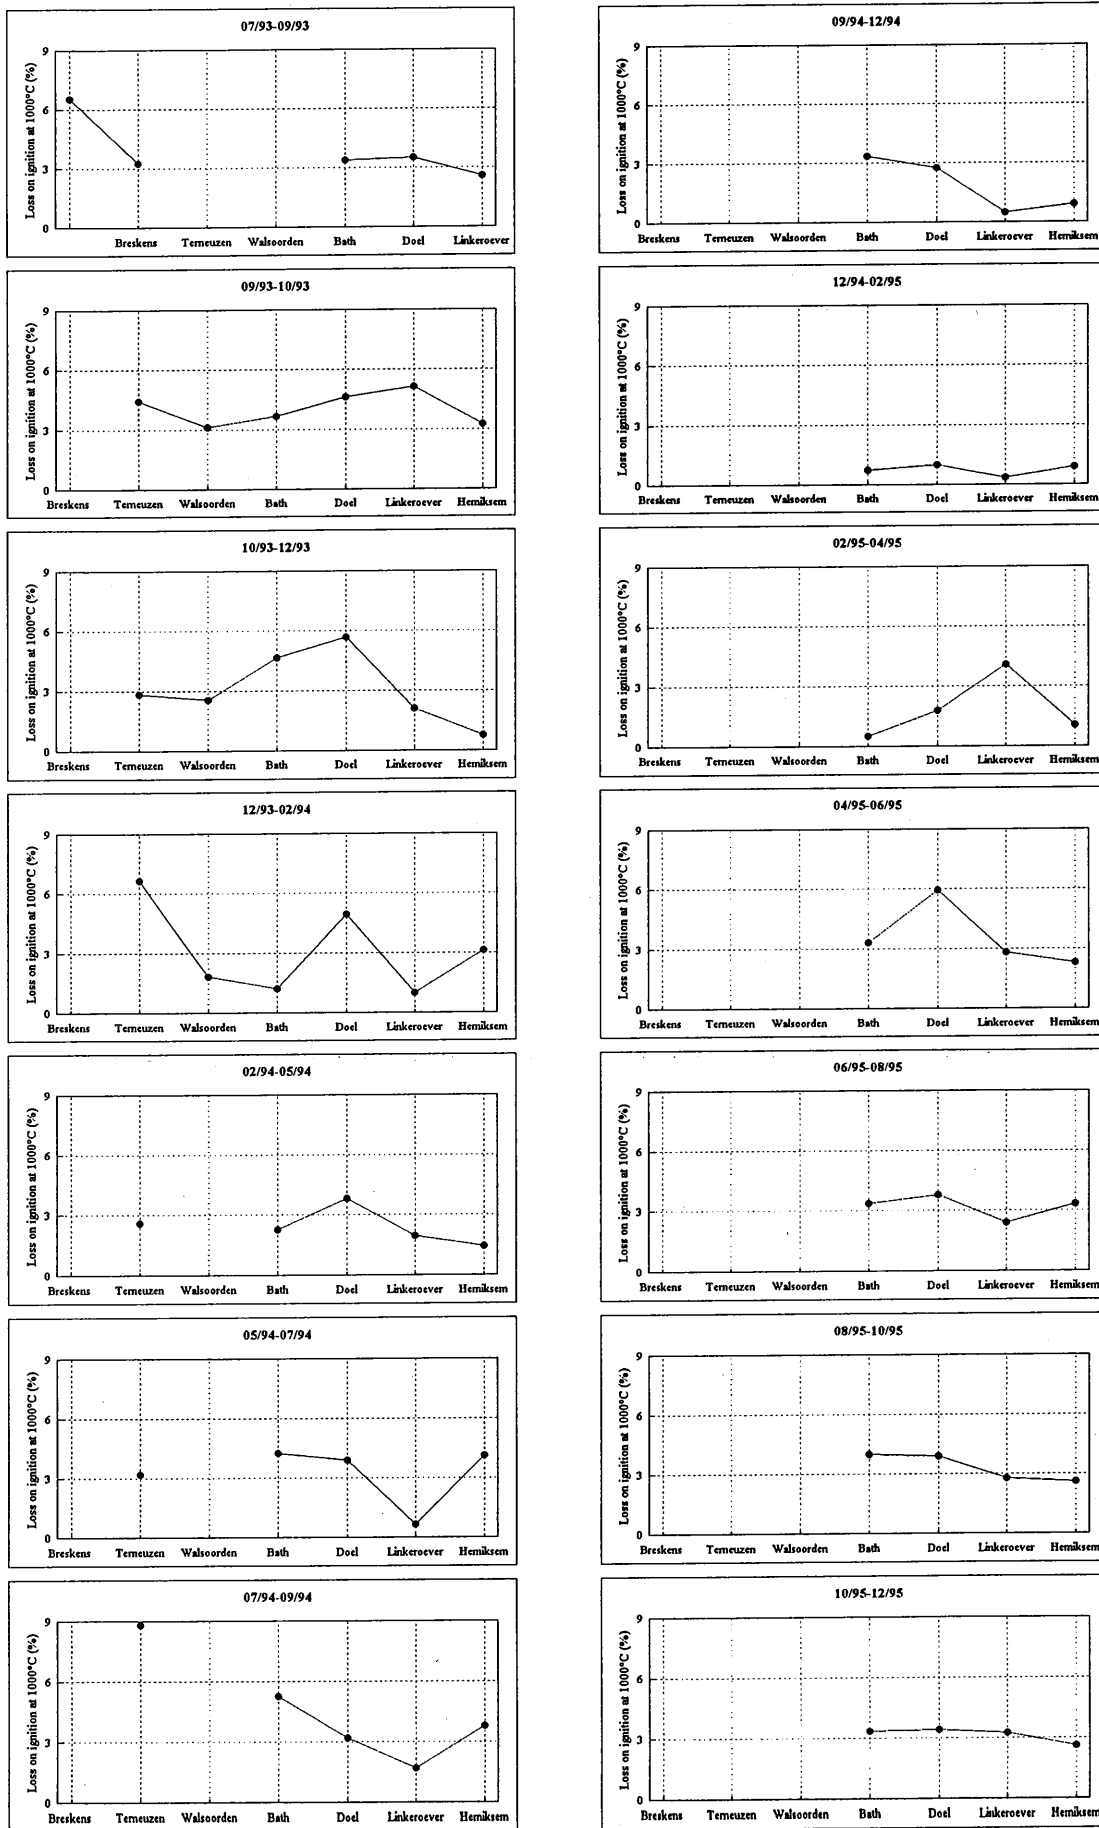 07/93-09/93
Loss on ignition at 1000°C (%)
9
6
3
0
Breskens Terneuzen Walsoorden Bath Doel Linkeroever
09/93-10/93
Loss on ignition at 1000°C (%)
9
6
3
0
Breskens Terneuzen Walsoorden Bath Doel Linkeroever Hemiksem
10/93-12/93
Loss on ignition at 1000°C (%)
9
6
3
0
Breskens Terneuzen Walsoorden Bath Doel Linkeroever Hemiksem
12/93-02/94
Loss on ignition at 1000°C (%)
9
6
3
0
Breskens Terneuzen Walsoorden Bath Doel Linkeroever Hemiksem
02/94-05/94
Loss on ignition at 1000°C (%)
9
6
3
0
Breskens Terneuzen Walsoorden Bath Doel Linkeroever Hemiksem
05/94-07/94
Loss on ignition at 1000°C (%)
9
6
3
0
Breskens Terneuzen Walsoorden Bath Doel Linkeroever Hemiksem
07/94-09/94
Loss on ignition at 1000°C (%)
9
6
3
0
Breskens Terneuzen Walsoorden Bath Doel Linkeroever Hemiksem
09/94-12/94
Loss on ignition at 1000°C (%)
9
6
3
0
Breskens Terneuzen Walsoorden Bath Doel Linkeroever Hemiksem
12/94-02/95
Loss on ignition at 1000°C (%)
9
6
3
0
Breskens Terneuzen Walsoorden Bath Doel Linkeroever Hemiksem
02/95-04/95
Loss on ignition at 1000°C (%)
9
6
3
0
Breskens Terneuzen Walsoorden Bath Doel Linkeroever Hemiksem
04/95-06/95
Loss on ignition at 1000°C (%)
9
6
3
0
Breskens Terneuzen Walsoorden Bath Doel Linkeroever Hemiksem
06/95-08/95
Loss on ignition at 1000°C (%)
9
6
3
0
Breskens Terneuzen Walsoorden Bath Doel Linkeroever Hemiksem
08/95-10/95
Loss on ignition at 1000°C (%)
9
6
3
0
Breskens Terneuzen Walsoorden Bath Doel Linkeroever Hemiksem
10/95-12/95
Loss on ignition at 1000°C (%)
9
6
3
0
Breskens Terneuzen Walsoorden Bath Doel Linkeroever Hemiksem